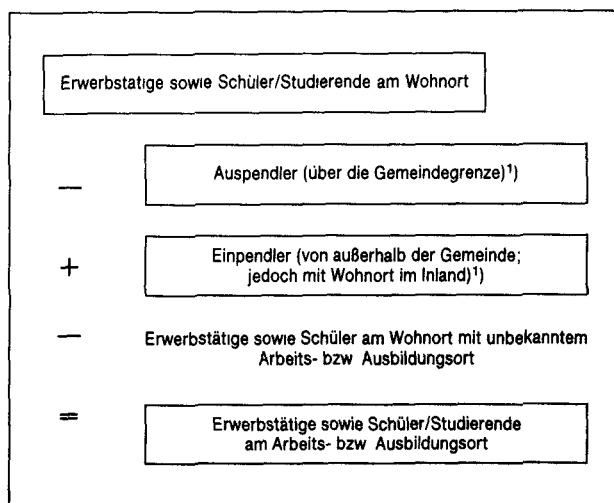 Erwerbstatige sowie Schüler/Studierende am Wohnort
— Auspendler (über die Gemeindegrenze)¹)
+ Einpendler (von außerhalb der Gemeinde;
jedoch mit Wohnort im Inland)¹)
— Erwerbstätige sowie Schüler am Wohnort mit unbekanntem
Arbeits- bzw Ausbildungsort
= Erwerbstätige sowie Schüler/Studierende
am Arbeits- bzw Ausbildungsort